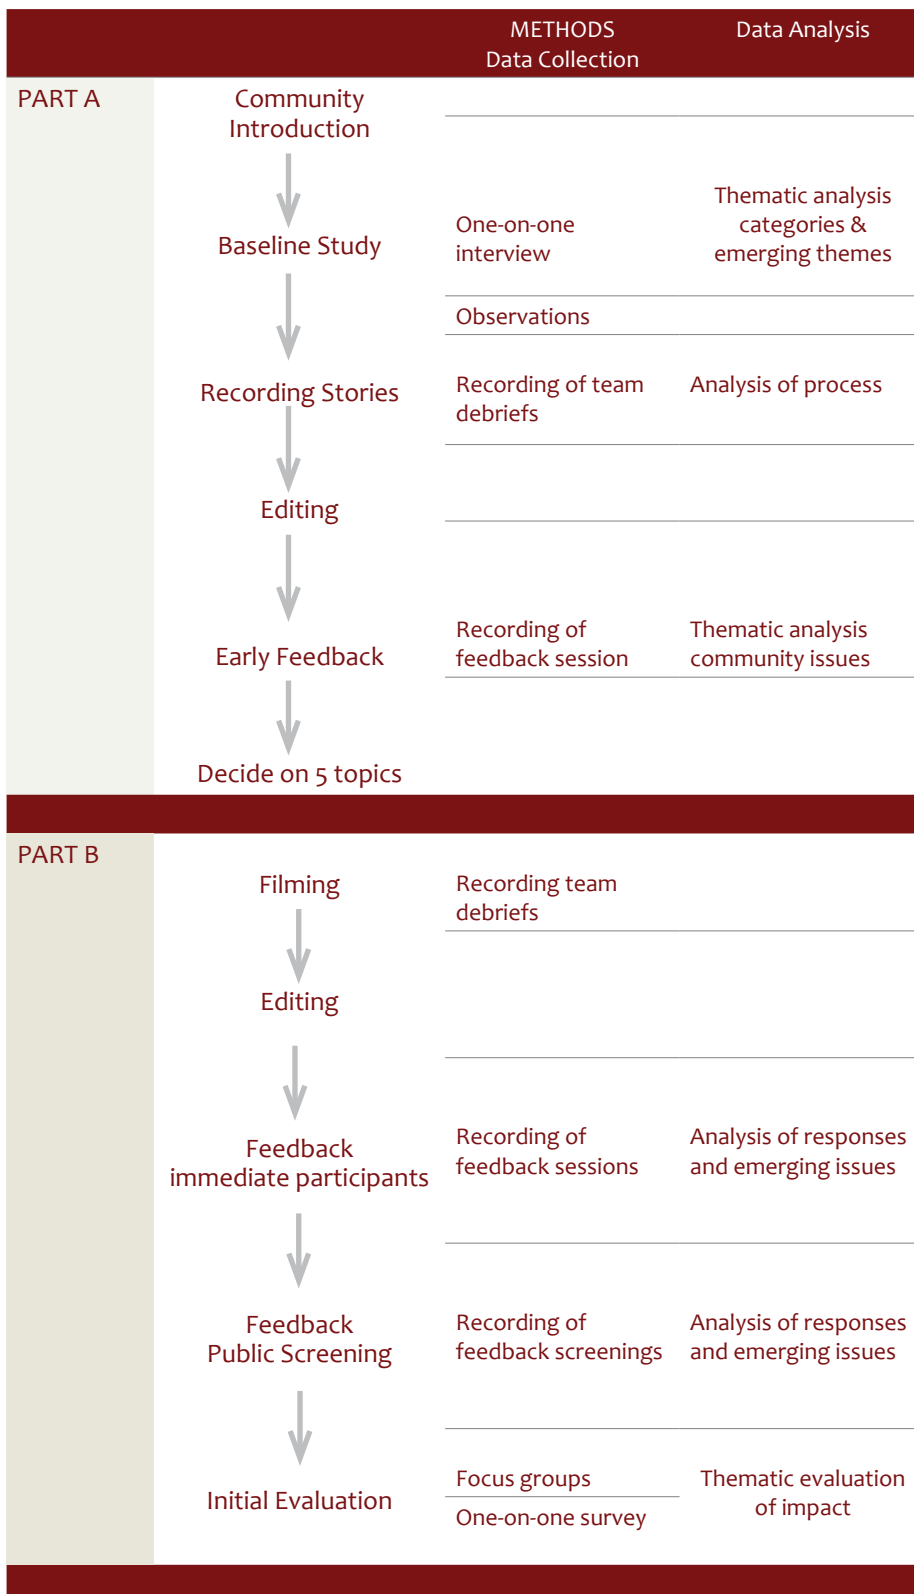 METHODS
Data Collection
Data Analysis
PART A
Community
Introduction
Baseline Study
One-on-one
interview
Thematic analysis
categories &
emerging themes
Observations
Recording Stories
Recording of team
debriefs
Analysis of process
Editing
Early Feedback
Recording of
feedback session
Thematic analysis
community issues
Decide on 5 topics
PART B
Filming
Recording team
debriefs
Editing
Feedback
immediate participants
Recording of
feedback sessions
Analysis of responses
and emerging issues
Feedback
Public Screening
Recording of
feedback screenings
Analysis of responses
and emerging issues
Initial Evaluation
Focus groups
One-on-one survey
Thematic evaluation
of impact